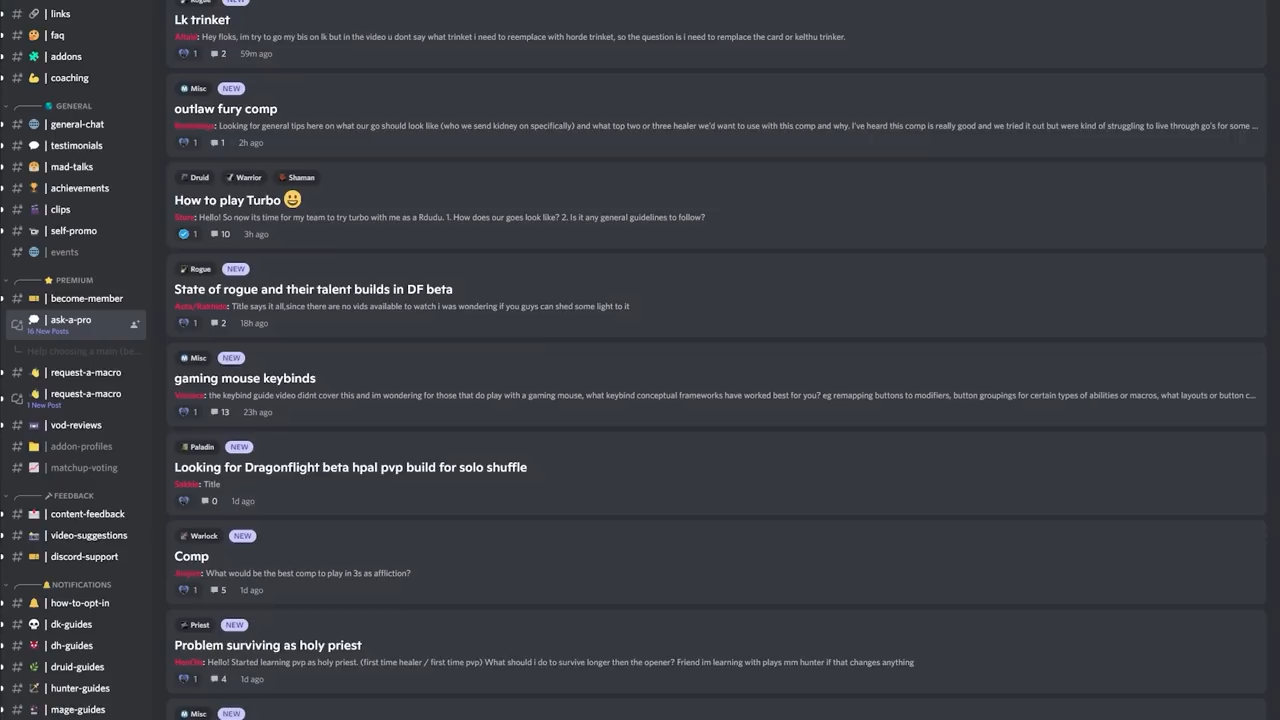 | links
| faq
| addons
| coaching
GENERAL
| general-chat
| testimonials
| mad-talks
| achievements
| clips
| self-promo
| events
PREMIUM
| become-member
| ask-a-pro
16 New Posts
Help choosing a main (be...
| request-a-macro
| request-a-macro
1 New Post
| vod-reviews
| addon-profiles
| matchup-voting
FEEDBACK
| content-feedback
| video-suggestions
| discord-support
NOTIFICATIONS
| how-to-opt-in
| dk-guides
| dh-guides
| druid-guides
| hunter-guides
| mage-guides
Rogue NEW
Lk trinket
Hey floks, im try to go my bis on lk but in the video u dont say what trinket i need to reemplace with horde trinket, so the question is i need to remplace the card or kelthu trinker.
1 2 59m ago
Misc NEW
outlaw fury comp
Looking for general tips here on what our go should look like (who we send kidney on specifically) and what top two or three healer we'd want to use with this comp and why. I've heard this comp is really good and we tried it out but were kind of struggling to live through go's for some ...
1 1 2h ago
Druid Warrior Shaman
How to play Turbo
Hello! So now its time for my team to try turbo with me as a Rdudu. 1. How does our goes look like? 2. Is it any general guidelines to follow?
1 10 3h ago
Rogue NEW
State of rogue and their talent builds in DF beta
Title says it all,since there are no vids available to watch i was wondering if you guys can shed some light to it
1 2 18h ago
Misc NEW
gaming mouse keybinds
the keybind guide video didnt cover this and im wondering for those that do play with a gaming mouse, what keybind conceptual frameworks have worked best for you? eg remapping buttons to modifiers, button groupings for certain types of abilities or macros, what layouts or button c...
1 13 23h ago
Paladin NEW
Looking for Dragonflight beta hpal pvp build for solo shuffle
: Title
0 1d ago
Warlock NEW
Comp
What would be the best comp to play in 3s as affliction?
1 5 1d ago
Priest NEW
Problem surviving as holy priest
Hello! Started learning pvp as holy priest. (first time healer / first time pvp) What should i do to survive longer then the opener? Friend im learning with plays mm hunter if that changes anything
1 4 1d ago
Misc NEW